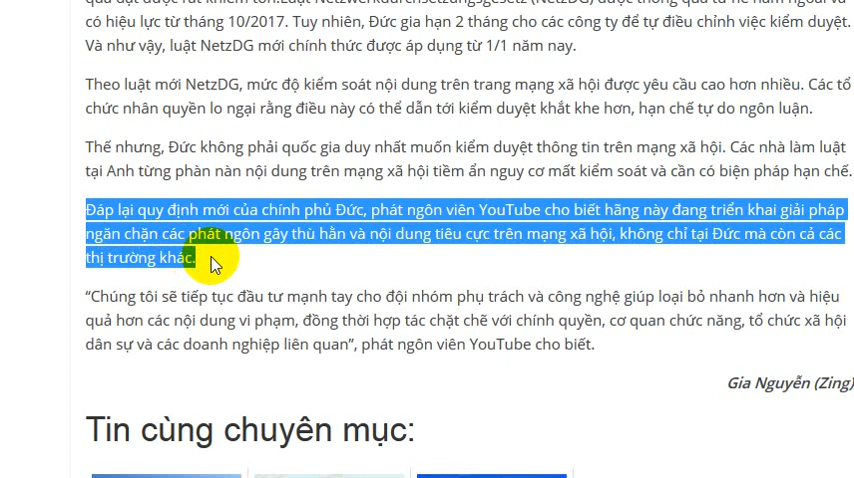 có hiệu lực từ tháng 10/2017. Tuy nhiên, Đức gia hạn 2 tháng cho các công ty để tự điều chỉnh việc kiểm duyệt.
Và như vậy, luật NetzDG mới chính thức được áp dụng từ 1/1 năm nay.
Theo luật mới NetzDG, mức độ kiểm soát nội dung trên trang mạng xã hội được yêu cầu cao hơn nhiều. Các tổ
chức nhân quyền lo ngại rằng điều này có thể dẫn tới kiểm duyệt khắt khe hơn, hạn chế tự do ngôn luận.
Thế nhưng, Đức không phải quốc gia duy nhất muốn kiểm duyệt thông tin trên mạng xã hội. Các nhà làm luật
tại Anh từng phàn nàn nội dung trên mạng xã hội tiềm ẩn nguy cơ mất kiểm soát và cần có biện pháp hạn chế.
Đáp lại quy định mới của chính phủ Đức, phát ngôn viên YouTube cho biết hãng này đang triển khai giải pháp
ngăn chặn các phát ngôn gây thù hằn và nội dung tiêu cực trên mạng xã hội, không chỉ tại Đức mà còn cả các
thị trường khác.
“Chúng tôi sẽ tiếp tục đầu tư mạnh tay cho đội nhóm phụ trách và công nghệ giúp loại bỏ nhanh hơn và hiệu
quả hơn các nội dung vi phạm, đồng thời hợp tác chặt chẽ với chính quyền, cơ quan chức năng, tổ chức xã hội
dân sự và các doanh nghiệp liên quan”, phát ngôn viên YouTube cho biết.
Gia Nguyễn (Zing)
Tin cùng chuyên mục: